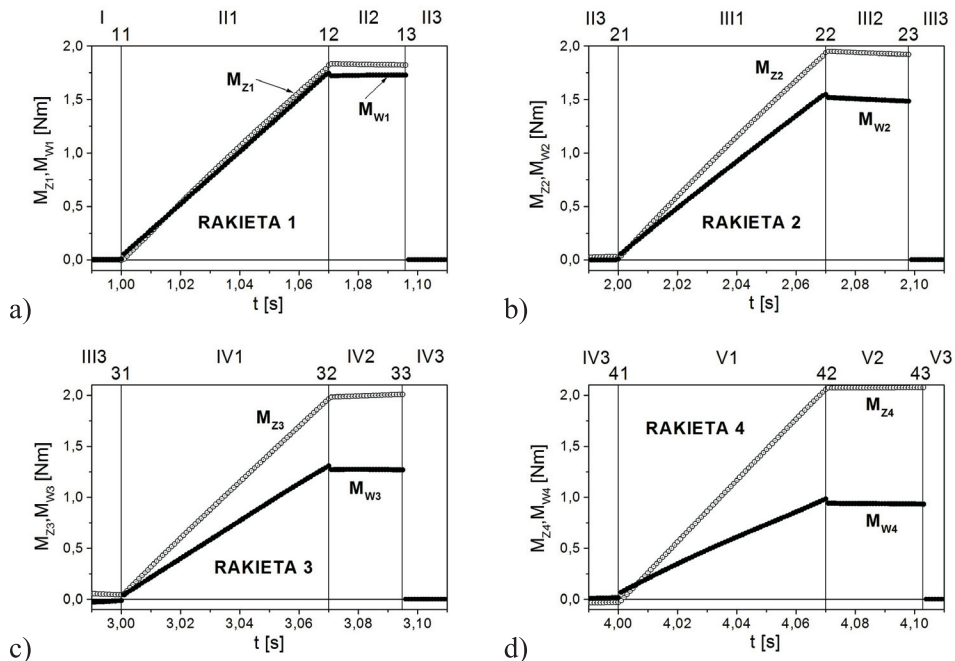 a)
I II1 II2 II3
11 12 13
2,0
1,5
1,0
0,5
0,0
M_Z1, M_W1 [Nm]
M_Z1
M_W1
RAKIETA 1
1,00 1,02 1,04 1,06 1,08 1,10
t [s]
b)
II3 III1 III2 III3
21 22 23
2,0
1,5
1,0
0,5
0,0
M_Z2, M_W2 [Nm]
M_Z2
M_W2
RAKIETA 2
2,00 2,02 2,04 2,06 2,08 2,10
t [s]
c)
III3 IV1 IV2 IV3
31 32 33
2,0
1,5
1,0
0,5
0,0
M_Z3, M_W3 [Nm]
M_Z3
M_W3
RAKIETA 3
3,00 3,02 3,04 3,06 3,08 3,10
t [s]
d)
IV3 V1 V2 V3
41 42 43
2,0
1,5
1,0
0,5
0,0
M_Z4, M_W4 [Nm]
RAKIETA 4
M_Z4
M_W4
4,00 4,02 4,04 4,06 4,08 4,10
t [s]